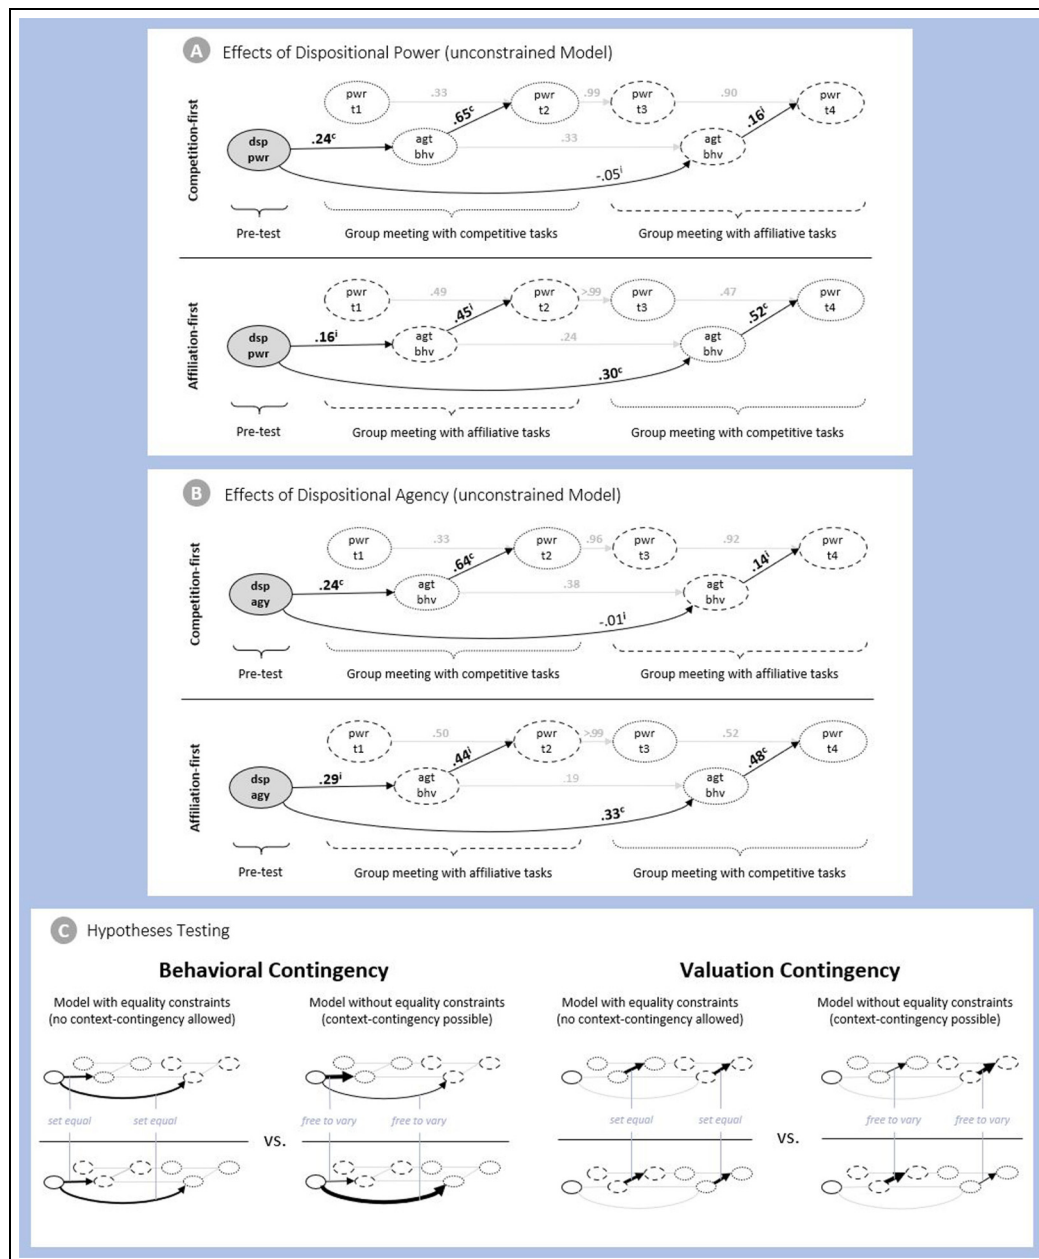 A Effects of Dispositional Power (unconstrained Model)
Competition-first
pwr t1
.33
pwr t2
.99
pwr t3
.90
pwr t4
.65c
.16i
dsp pwr
.24c
agt bhv
.33
agt bhv
-.05i
Pre-test
Group meeting with competitive tasks
Group meeting with affiliative tasks
Affiliation-first
pwr t1
.49
pwr t2
>.99
pwr t3
.47
pwr t4
.45i
.52c
dsp pwr
.16i
agt bhv
.24
agt bhv
.30c
Pre-test
Group meeting with affiliative tasks
Group meeting with competitive tasks
B Effects of Dispositional Agency (unconstrained Model)
Competition-first
pwr t1
.33
pwr t2
.96
pwr t3
.92
pwr t4
.64c
.14i
dsp agy
.24c
agt bhv
.38
agt bhv
-.01i
Pre-test
Group meeting with competitive tasks
Group meeting with affiliative tasks
Affiliation-first
pwr t1
.50
pwr t2
>.99
pwr t3
.52
pwr t4
.44i
.48c
dsp agy
.29i
agt bhv
.19
agt bhv
.33c
Pre-test
Group meeting with affiliative tasks
Group meeting with competitive tasks
C Hypotheses Testing
Behavioral Contingency
Model with equality constraints
(no context-contingency allowed)
Model without equality constraints
(context-contingency possible)
set equal
set equal
vs.
free to vary
free to vary
Valuation Contingency
Model with equality constraints
(no context-contingency allowed)
Model without equality constraints
(context-contingency possible)
set equal
set equal
vs.
free to vary
free to vary